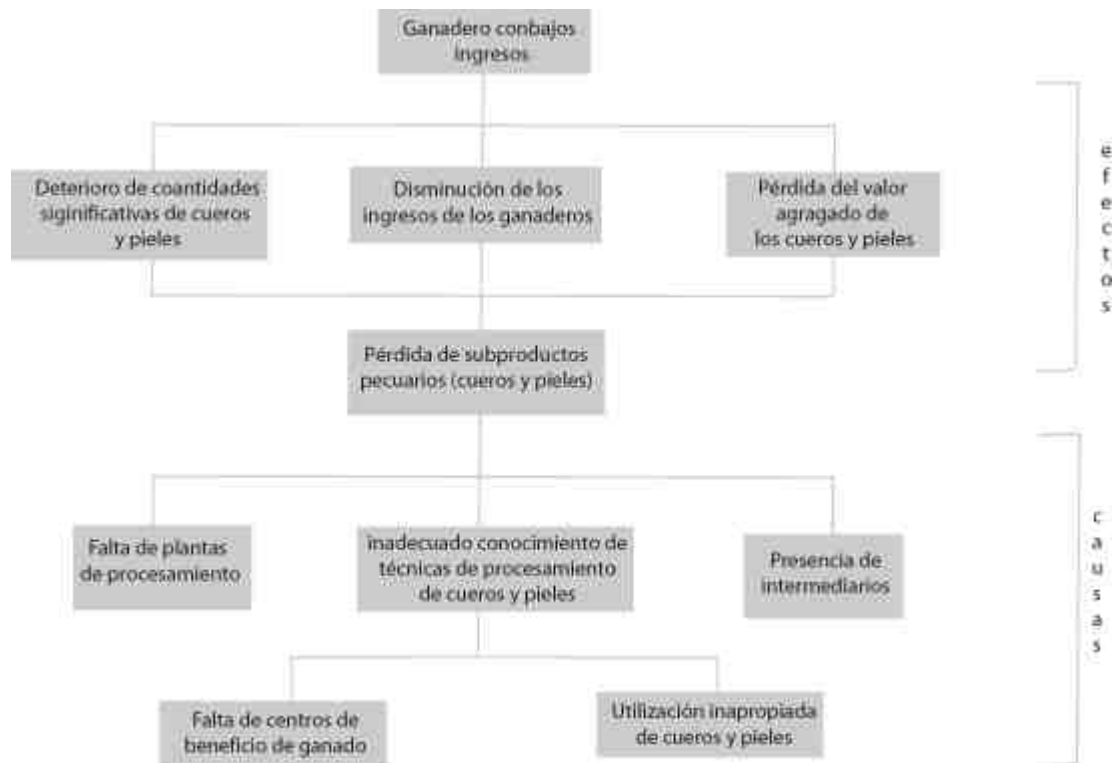 Ganadero conbajos
ingresos
Deterioro de coantidades
siginificativas de cueros
y pieles
Disminución de los
ingresos de los ganaderos
Pérdida del valor
agragado de
los cueros y pieles
efectos
Pérdida de subproductos
pecuarios (cueros y pieles)
Falta de plantas
de procesamiento
inadecuado conocimiento de
técnicas de procesamiento
de cueros y pieles
Presencia de
intermediarios
causas
Falta de centros de
beneficio de ganado
Utilización inapropiada
de cueros y pieles